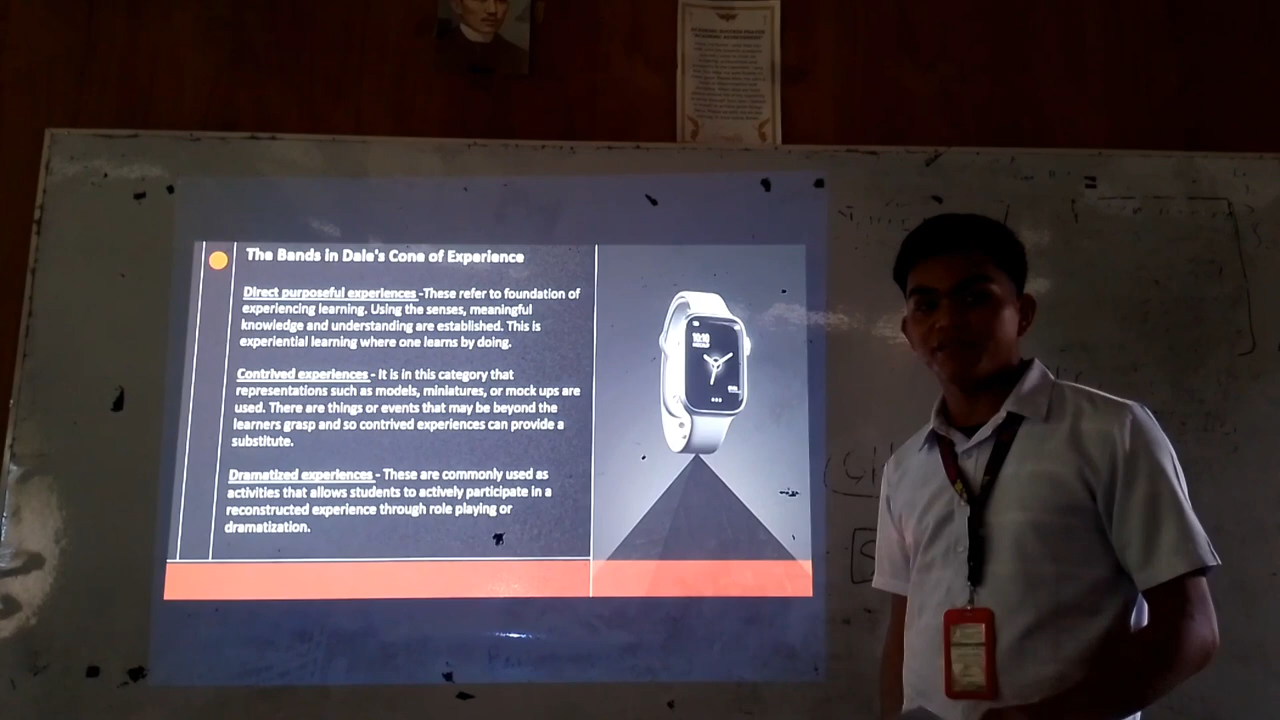 The Bands in Dale's Cone of Experience
Direct purposeful experiences -These refer to foundation of
experiencing learning. Using the senses, meaningful
knowledge and understanding are established. This is
experiential learning where one learns by doing.
Contrived experiences - It is in this category that
representations such as models, miniatures, or mock ups are
used. There are things or events that may be beyond the
learners grasp and so contrived experiences can provide a
substitute.
Dramatized experiences - These are commonly used as
activities that allows students to actively participate in a
reconstructed experience through role playing or
dramatization.
10:10